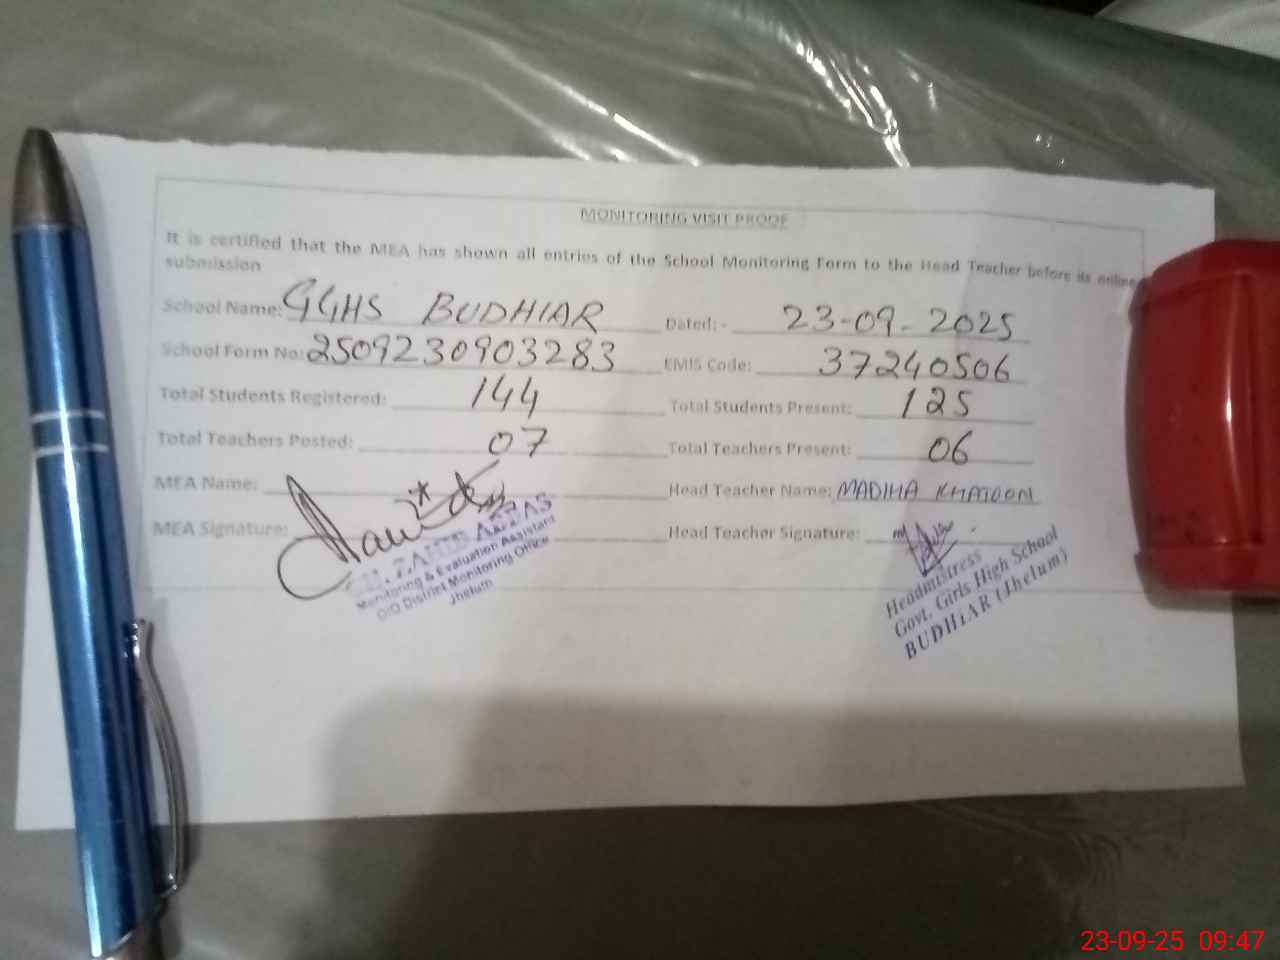 MONITORING VISIT PROOF
It is certified that the MEA has shown all entries of the School Monitoring Form to the Head Teacher before its online
submission
School Name: GGHS BUDHIAR Dated: - 23-09-2025
School Form No: 2509230903283 EMIS Code: 37240506
Total Students Registered: 144 Total Students Present: 125
Total Teachers Posted: 07 Total Teachers Present: 06
MEA Name: Head Teacher Name: MADIHA KHATOON
MEA Signature: Head Teacher Signature:
ABBAS
Monitoring & Evaluation Assistant
O/O District Monitoring Office
Jhelum
Headmistress
Govt. Girls High School
BUDHiAR (Jhelum)
23-09-25 09:47